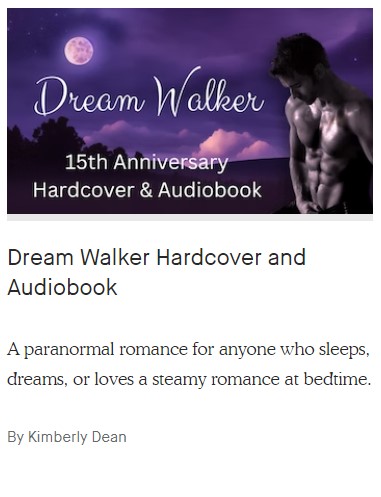 Dream Walker
15th Anniversary
Hardcover & Audiobook
Dream Walker Hardcover and
Audiobook
A paranormal romance for anyone who sleeps,
dreams, or loves a steamy romance at bedtime.
By Kimberly Dean